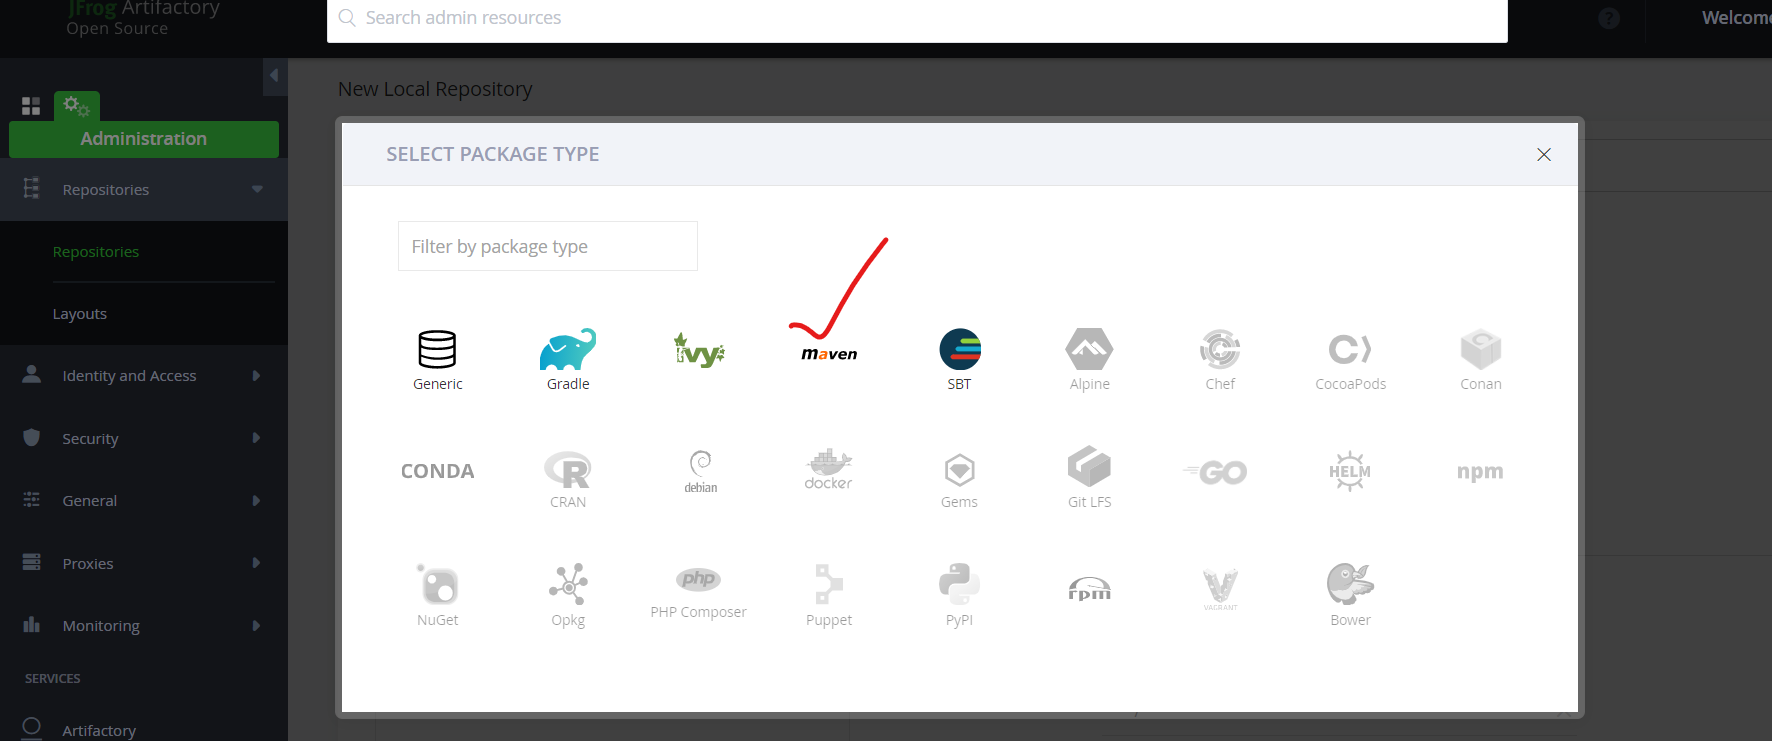 JFrog Artifactory
Open Source
Search admin resources
?
Welcom
Administration
Repositories
Repositories
Layouts
Identity and Access
Security
General
Proxies
Monitoring
SERVICES
Artifactory
New Local Repository
SELECT PACKAGE TYPE
Filter by package type
Generic
Gradle
ivy
maven
SBT
Alpine
Chef
CocoaPods
Conan
CONDA
CRAN
debian
docker
Gems
Git LFS
GO
HELM
npm
NuGet
Opkg
php
PHP Composer
Puppet
PyPI
rpm
VAGRANT
Bower